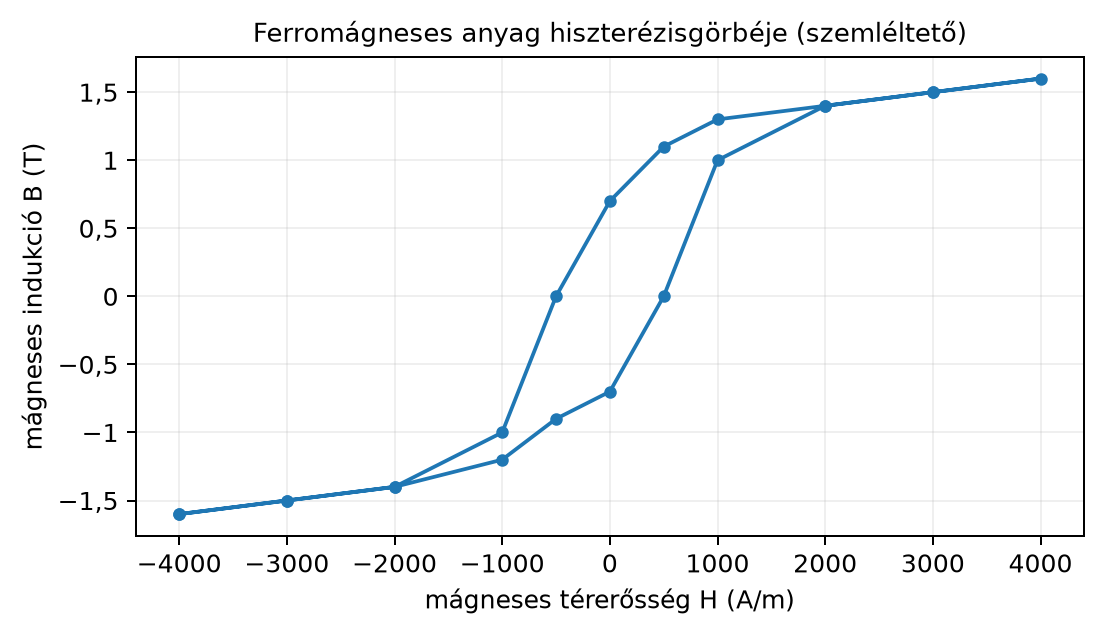 Ferromágneses anyag hiszterézisgörbéje (szemléltető)
mágneses indukció B (T)
1,5
1
0,5
0
−0,5
−1
−1,5
−4000 −3000 −2000 −1000 0 1000 2000 3000 4000
mágneses térerősség H (A/m)